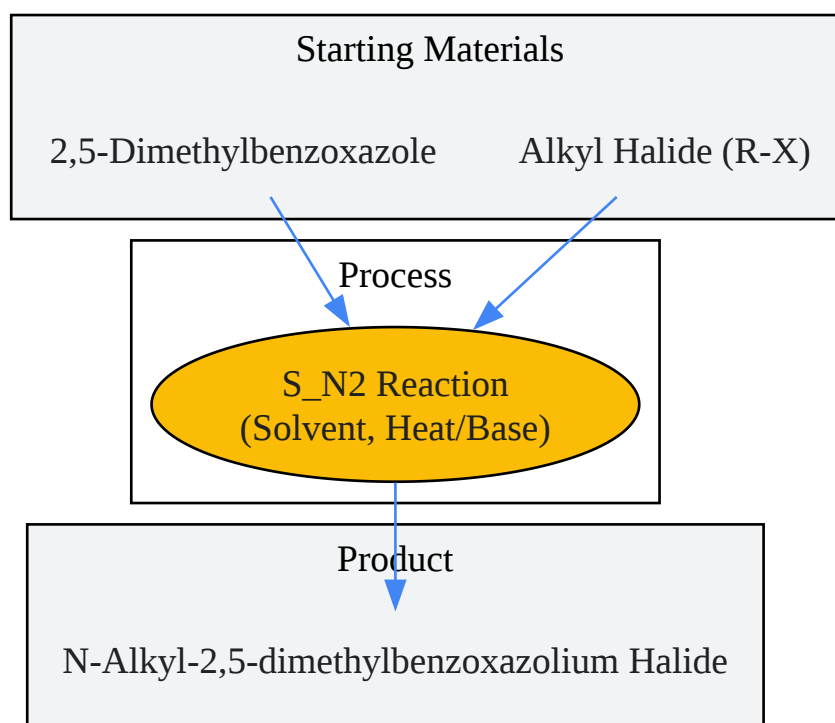 Starting Materials
2,5-Dimethylbenzoxazole
Alkyl Halide (R-X)
Process
S_N2 Reaction
(Solvent, Heat/Base)
Product
N-Alkyl-2,5-dimethylbenzoxazolium Halide